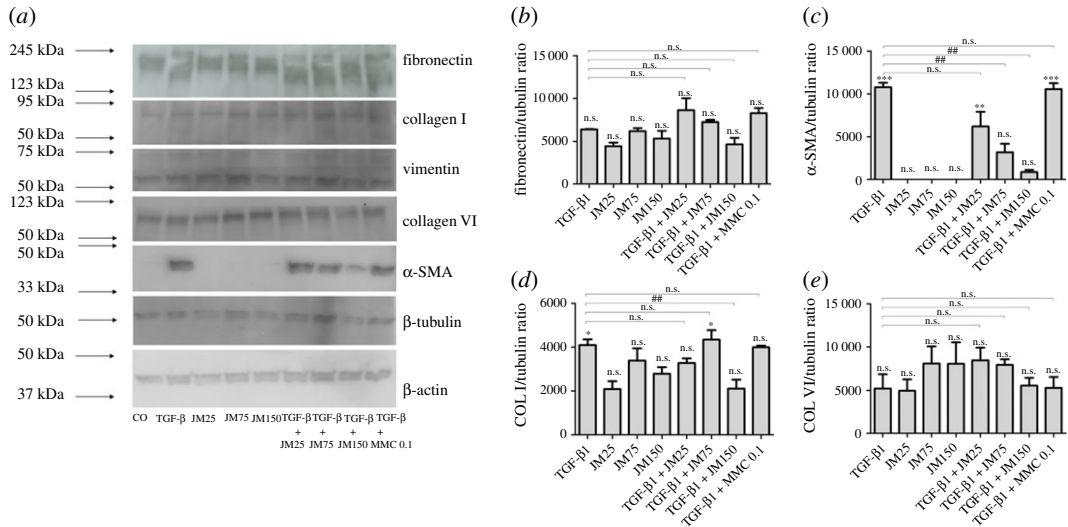 (a)
245 kDa
fibronectin
123 kDa
95 kDa
collagen I
50 kDa
75 kDa
vimentin
50 kDa
123 kDa
collagen VI
50 kDa
50 kDa
α-SMA
33 kDa
β-tubulin
50 kDa
50 kDa
β-actin
37 kDa
CO TGF-β JM25 JM75 JM150 TGF-β TGF-β TGF-β TGF-β
+ + + +
JM25 JM75 JM150 MMC 0.1
(b)
n.s.
n.s.
n.s.
n.s.
15 000
10 000
5000
0
fibronectin/tubulin ratio
n.s. n.s. n.s. n.s. n.s. n.s. n.s. n.s.
TGF-β1
JM25
JM75
JM150
TGF-β1 + JM25
TGF-β1 + JM75
TGF-β1 + JM150
TGF-β1 + MMC 0.1
(c)
n.s.
##
##
n.s.
15 000
10 000
5000
0
α-SMA/tubulin ratio
*** n.s. n.s. n.s. ** n.s. n.s. ***
TGF-β1
JM25
JM75
JM150
TGF-β1 + JM25
TGF-β1 + JM75
TGF-β1 + JM150
TGF-β1 + MMC 0.1
(d)
n.s.
##
n.s.
n.s.
6000
4000
2000
0
COL I/tubulin ratio
* n.s. n.s. n.s. n.s. * n.s. n.s.
TGF-β1
JM25
JM75
JM150
TGF-β1 + JM25
TGF-β1 + JM75
TGF-β1 + JM150
TGF-β1 + MMC 0.1
(e)
n.s.
n.s.
n.s.
n.s.
15 000
10 000
5000
0
COL VI/tubulin ratio
n.s. n.s. n.s. n.s. n.s. n.s. n.s. n.s.
TGF-β1
JM25
JM75
JM150
TGF-β1 + JM25
TGF-β1 + JM75
TGF-β1 + JM150
TGF-β1 + MMC 0.1